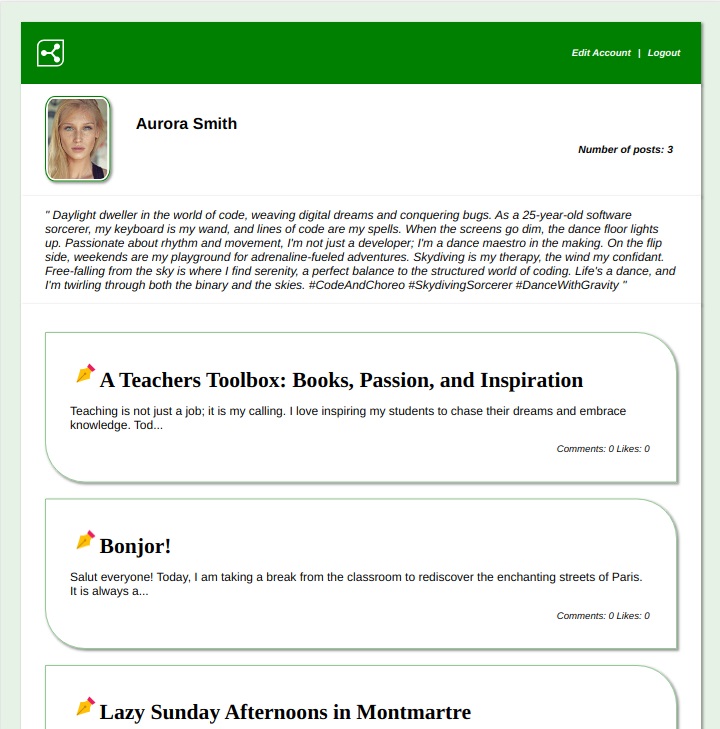 Edit Account | Logout
Aurora Smith
Number of posts: 3
" Daylight dweller in the world of code, weaving digital dreams and conquering bugs. As a 25-year-old software
sorcerer, my keyboard is my wand, and lines of code are my spells. When the screens go dim, the dance floor lights
up. Passionate about rhythm and movement, I'm not just a developer; I'm a dance maestro in the making. On the flip
side, weekends are my playground for adrenaline-fueled adventures. Skydiving is my therapy, the wind my confidant.
Free-falling from the sky is where I find serenity, a perfect balance to the structured world of coding. Life's a dance, and
I'm twirling through both the binary and the skies. #CodeAndChoreo #SkydivingSorcerer #DanceWithGravity "
A Teachers Toolbox: Books, Passion, and Inspiration
Teaching is not just a job; it is my calling. I love inspiring my students to chase their dreams and embrace
knowledge. Tod...
Comments: 0 Likes: 0
Bonjor!
Salut everyone! Today, I am taking a break from the classroom to rediscover the enchanting streets of Paris.
It is always a...
Comments: 0 Likes: 0
Lazy Sunday Afternoons in Montmartre